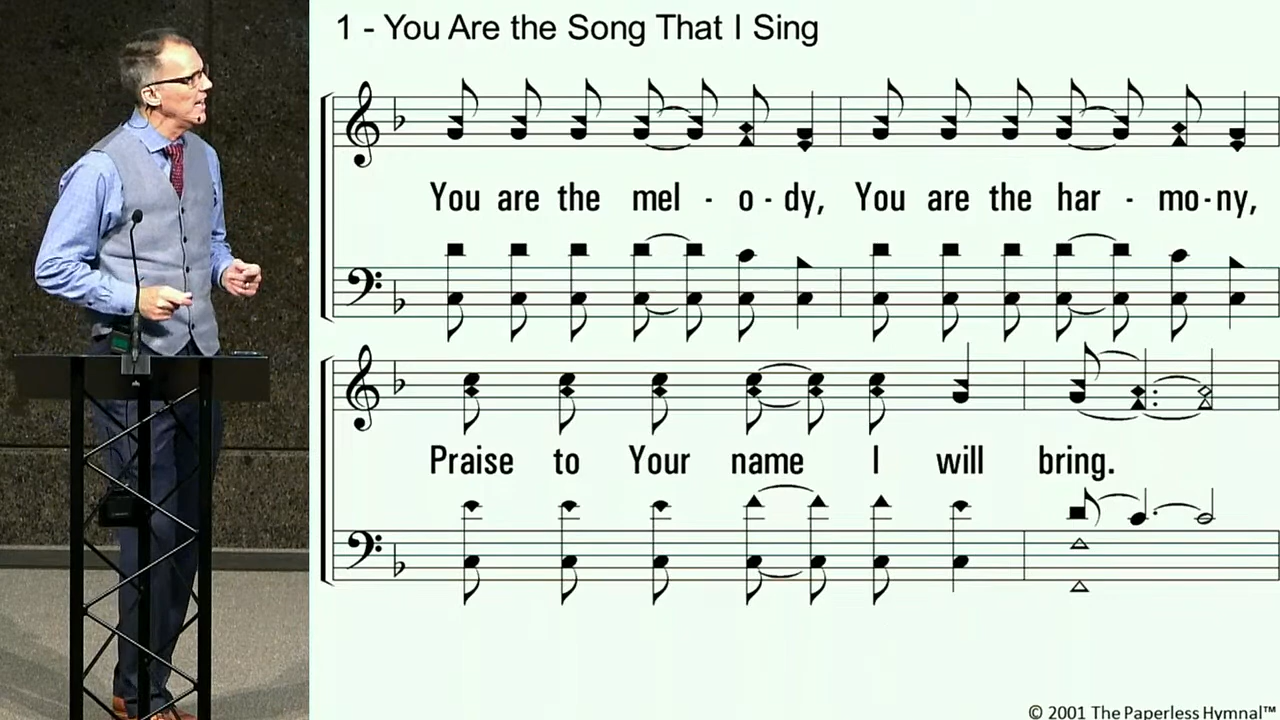 1 - You Are the Song That I Sing
You are the mel - o - dy, You are the har - mo - ny,
Praise to Your name I will bring.
© 2001 The Paperless Hymnal™